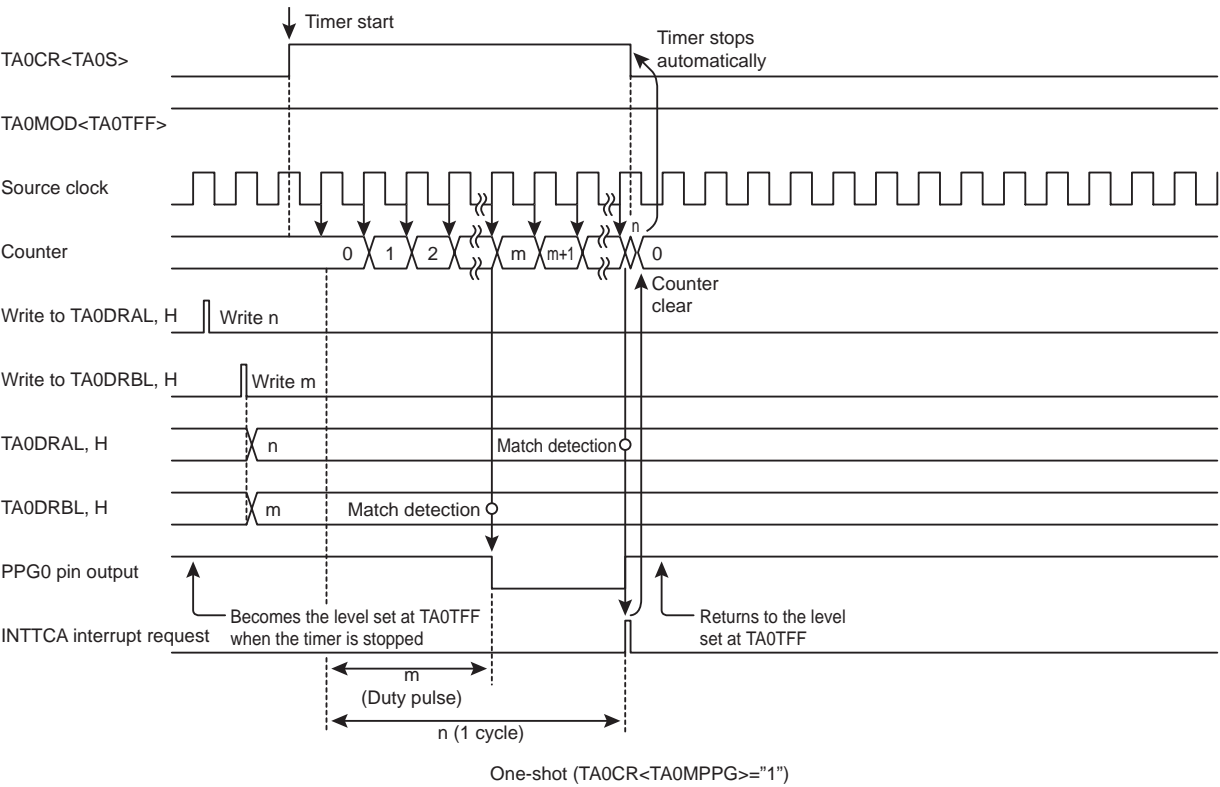 Timer start
Timer stops
automatically
TA0CR<TA0S>
TA0MOD<TA0TFF>
Source clock
n
Counter
0 1 2 m m+1 0
Counter
clear
Write to TA0DRAL, H
Write n
Write to TA0DRBL, H
Write m
TA0DRAL, H
n
Match detection
TA0DRBL, H
m
Match detection
PPG0 pin output
Becomes the level set at TA0TFF
when the timer is stopped
Returns to the level
set at TA0TFF
INTTCA interrupt request
m
(Duty pulse)
n (1 cycle)
One-shot (TA0CR<TA0MPPG>=”1”)